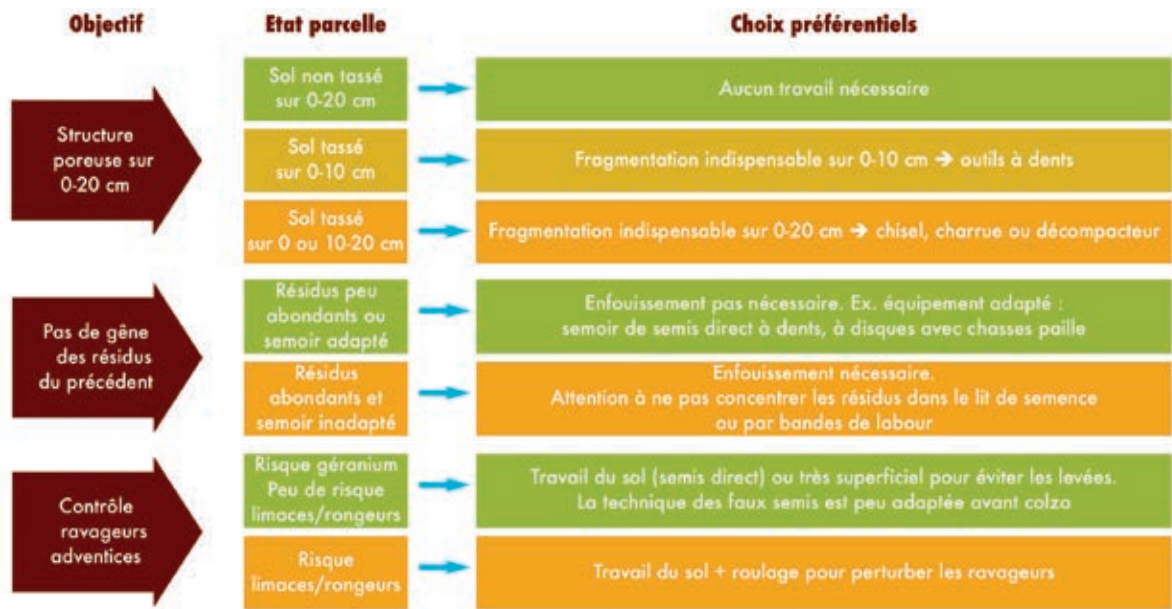 Objectif
Etat parcelle
Choix préférentiels
Structure
poreuse sur
0-20 cm
Sol non tassé
sur 0-20 cm
Aucun travail nécessaire
Sol tassé
sur 0-10 cm
Fragmentation indispensable sur 0-10 cm → outils à dents
Sol tassé
sur 0 ou 10-20 cm
Fragmentation indispensable sur 0-20 cm → chisel, charrue ou décompacteur
Pas de gêne
des résidus
du précédent
Résidus peu
abondants ou
semoir adapté
Enfouissement pas nécessaire. Ex. équipement adapté :
semoir de semis direct à dents, à disques avec chasses paille
Résidus
abondants et
semoir inadapté
Enfouissement nécessaire.
Attention à ne pas concentrer les résidus dans le lit de semence
ou par bandes de labour
Contrôle
ravageurs
adventices
Risque géranium
Peu de risque
limaces/rongeurs
Travail du sol (semis direct) ou très superficiel pour éviter les levées.
La technique des faux semis est peu adaptée avant colza
Risque
limaces/rongeurs
Travail du sol + roulage pour perturber les ravageurs